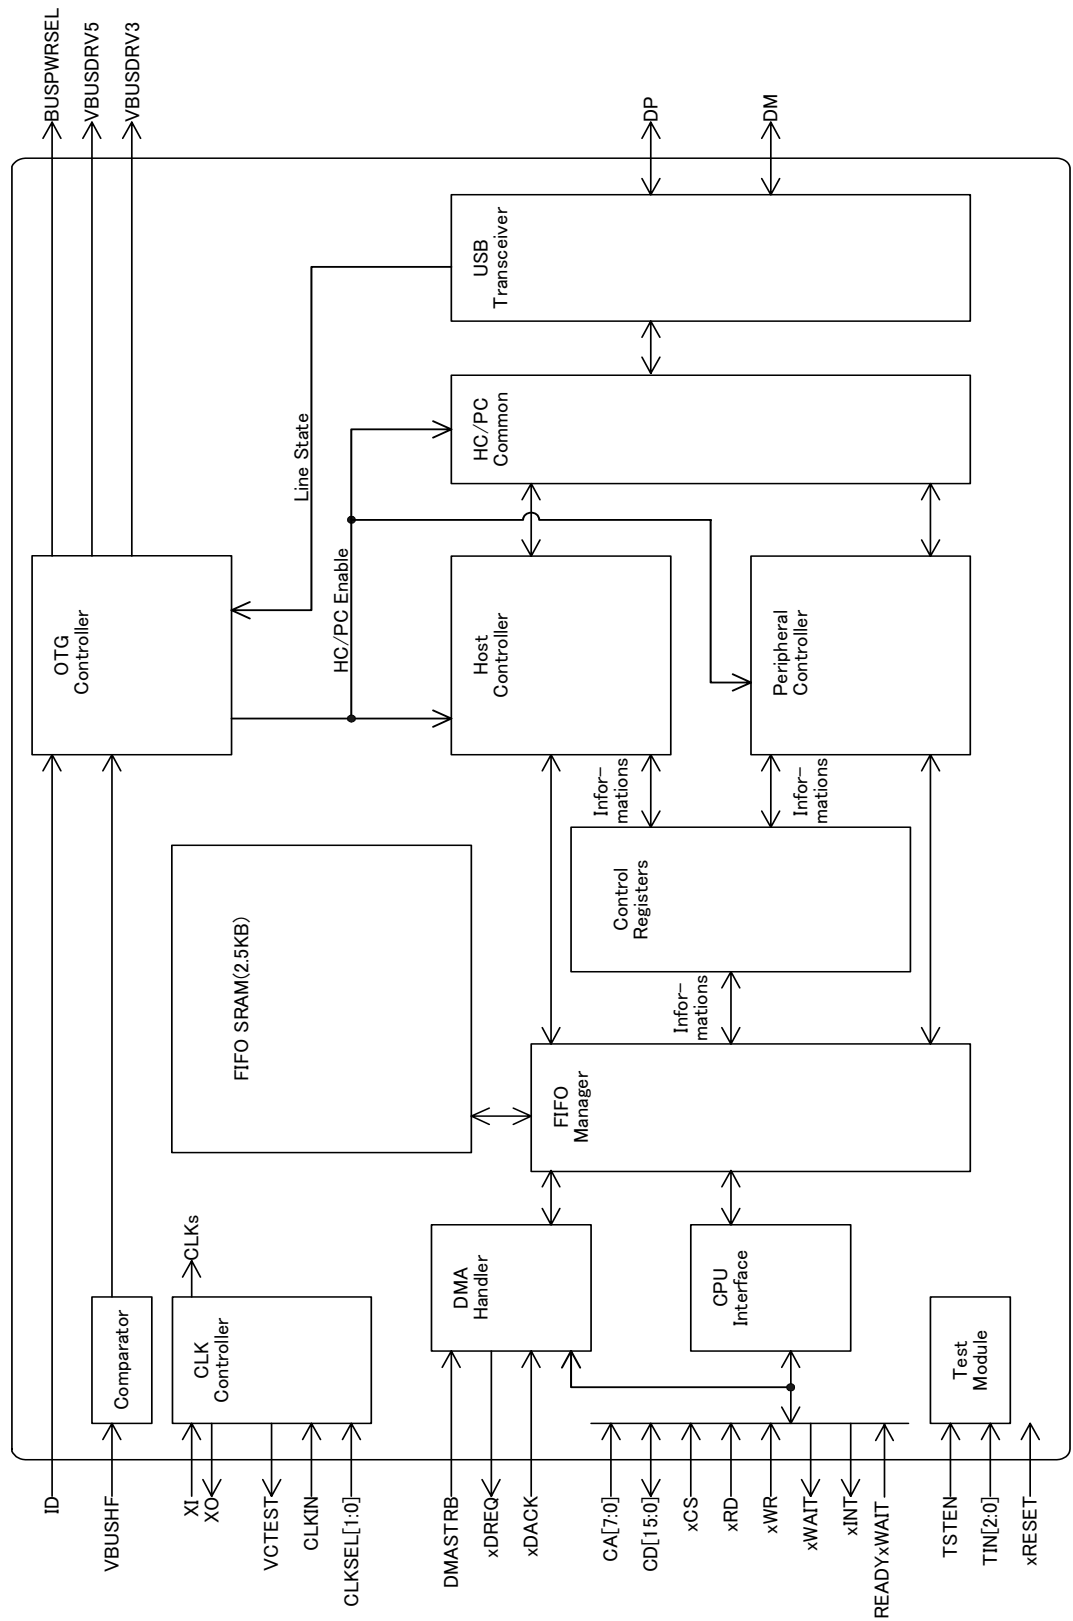 ID
VBUSHF
XI
XO
VCTEST
CLKIN
CLKSEL[1:0]
DMASTRB
xDREQ
xDACK
CA[7:0]
CD[15:0]
xCS
xRD
xWR
xWAIT
xINT
READYxWAIT
TSTEN
TIN[2:0]
xRESET
Comparator
CLK
Controller
CLKs
DMA
Handler
CPU
Interface
Test
Module
FIFO SRAM(2.5KB)
FIFO
Manager
Infor-
mations
Control
Registers
Infor-
mations
Infor-
mations
OTG
Controller
HC/PC Enable
Line State
Host
Controller
Peripheral
Controller
HC/PC
Common
USB
Transceiver
BUSPWRSEL
VBUSDRV5
VBUSDRV3
DP
DM